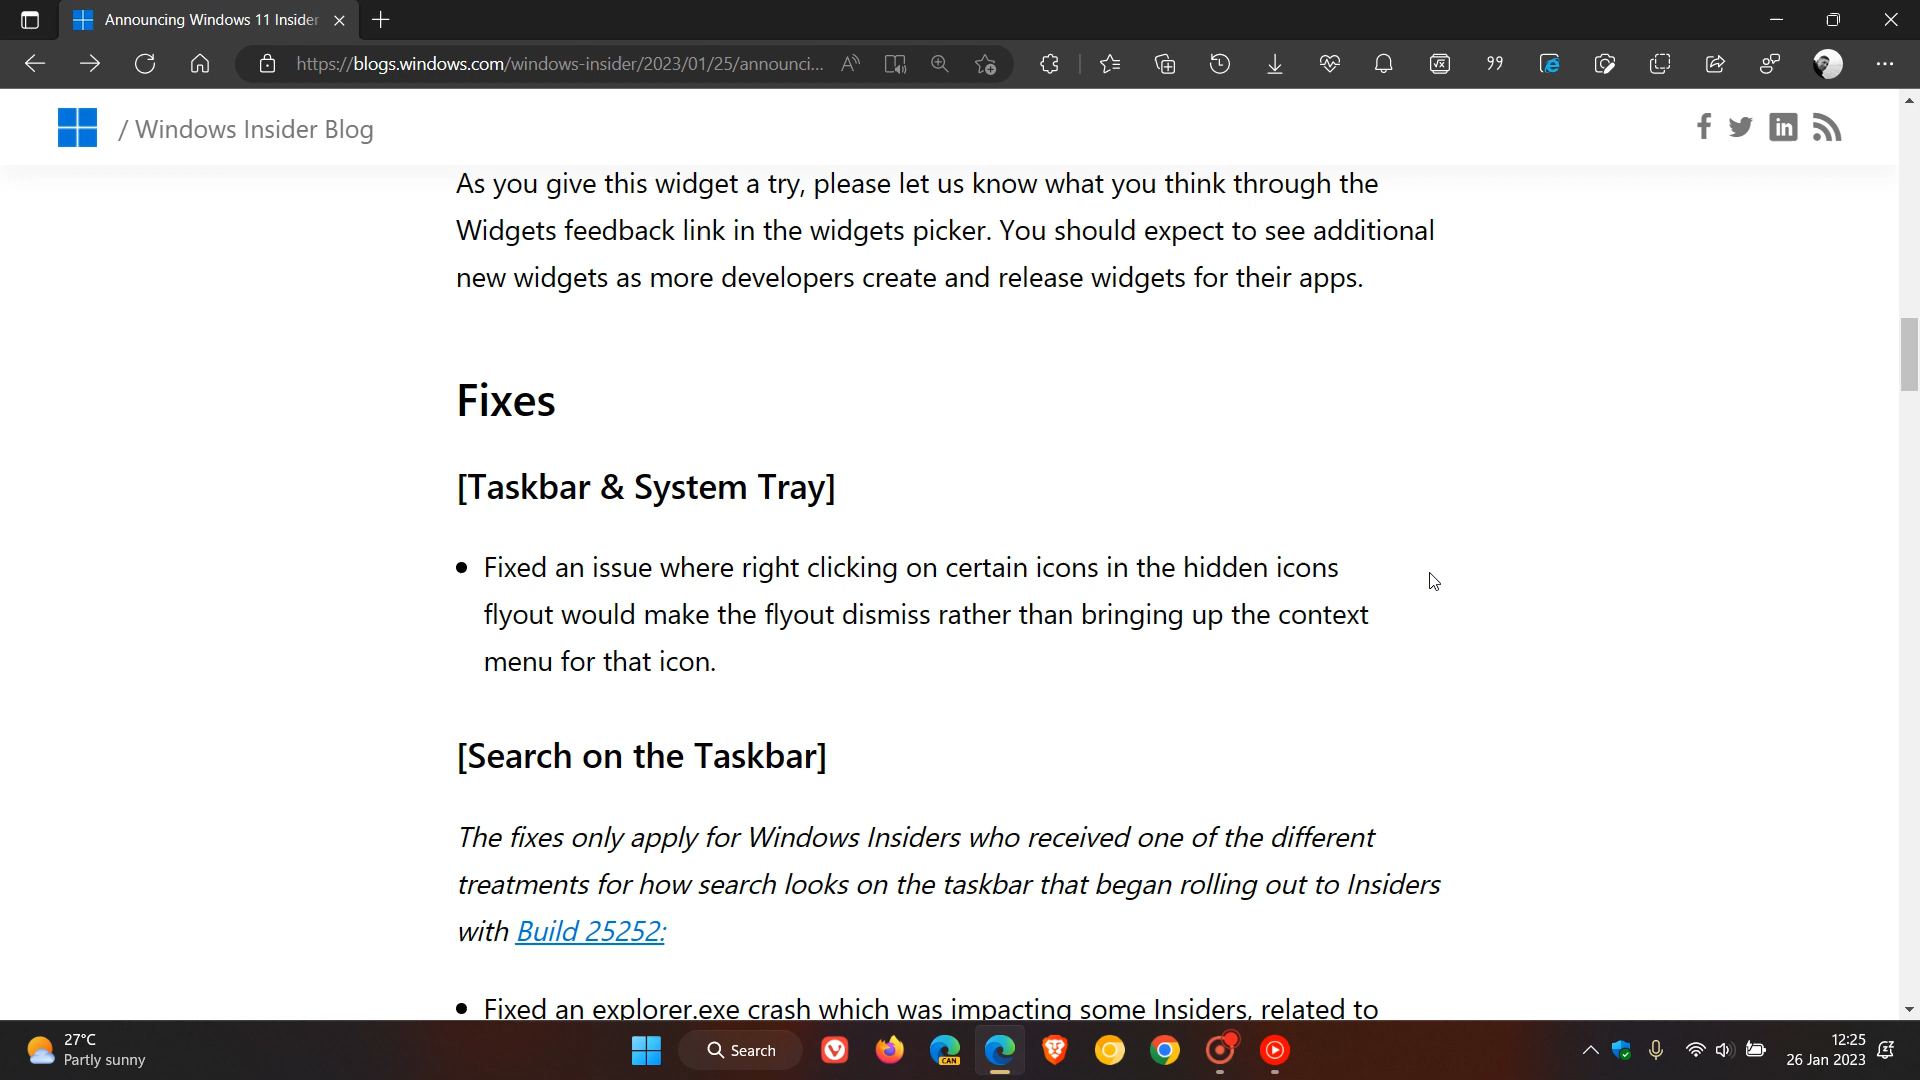 Announcing Windows 11 Insider
https://blogs.windows.com/windows-insider/2023/01/25/announci...
/ Windows Insider Blog
As you give this widget a try, please let us know what you think through the
Widgets feedback link in the widgets picker. You should expect to see additional
new widgets as more developers create and release widgets for their apps.
Fixes
[Taskbar & System Tray]
• Fixed an issue where right clicking on certain icons in the hidden icons
flyout would make the flyout dismiss rather than bringing up the context
menu for that icon.
[Search on the Taskbar]
The fixes only apply for Windows Insiders who received one of the different
treatments for how search looks on the taskbar that began rolling out to Insiders
with Build 25252:
• Fixed an explorer.exe crash which was impacting some Insiders, related to
27°C
Partly sunny
Search
CAN
12:25
26 Jan 2023